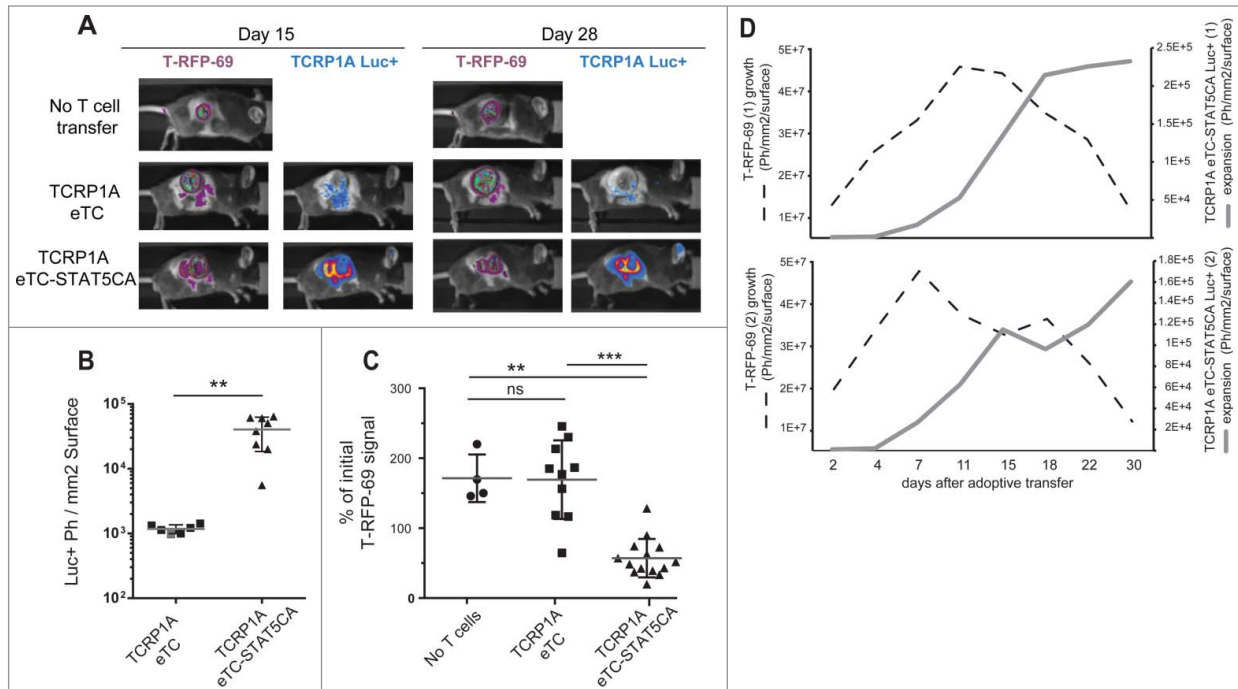 A
Day 15
Day 28
T-RFP-69
TCRP1A Luc+
T-RFP-69
TCRP1A Luc+
No T cell
transfer
TCRP1A
eTC
TCRP1A
eTC-STAT5CA
B
**
Luc+ Ph / mm2 Surface
10^5
10^4
10^3
10^2
TCRP1A
eTC
TCRP1A
eTC-STAT5CA
C
**
***
ns
% of initial
T-RFP-69 signal
300
200
100
0
No T cells
TCRP1A
eTC
TCRP1A
eTC-STAT5CA
D
T-RFP-69 (1) growth
(Ph/mm2/surface)
5E+7
4E+7
3E+7
2E+7
1E+7
2.5E+5
2.0E+5
1.5E+5
1.0E+5
5E+4
TCRP1A eTC-STAT5CA Luc+ (1)
expansion (Ph/mm2/surface)
T-RFP-69 (2) growth
(Ph/mm2/surface)
5E+7
4E+7
3E+7
2E+7
1E+7
1.8E+5
1.6E+5
1.4E+5
1.2E+5
1E+5
8E+4
6E+4
4E+4
2E+4
TCRP1A eTC-STAT5CA Luc+ (2)
expansion (Ph/mm2/surface)
2 4 7 11 15 18 22 30
days after adoptive transfer